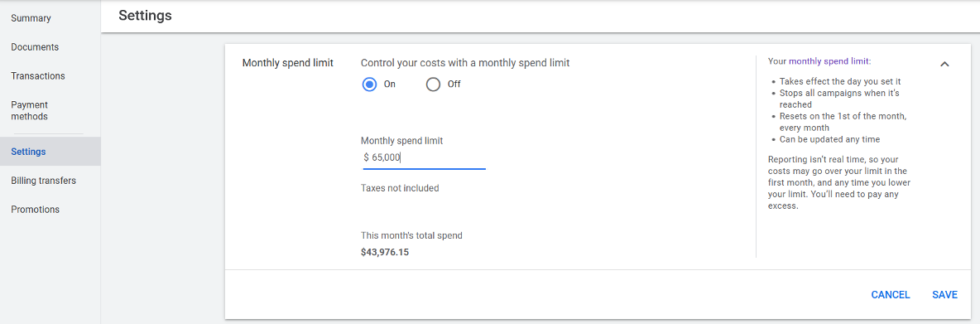 Summary
Documents
Transactions
Payment
methods
Settings
Billing transfers
Promotions
Settings
Monthly spend limit
Control your costs with a monthly spend limit
On
Off
Monthly spend limit
$ 65,000
Taxes not included
This month's total spend
$43,976.15
Your monthly spend limit:
• Takes effect the day you set it
• Stops all campaigns when it's
reached
• Resets on the 1st of the month,
every month
• Can be updated any time
Reporting isn't real time, so your
costs may go over your limit in the
first month, and any time you lower
your limit. You'll need to pay any
excess.
CANCEL
SAVE